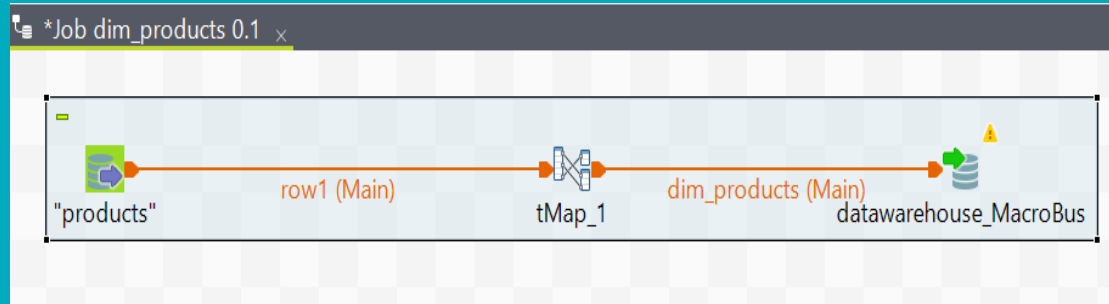 *Job dim_products 0.1
row1 (Main)
dim_products (Main)
"products"
tMap_1
datawarehouse_MacroBus